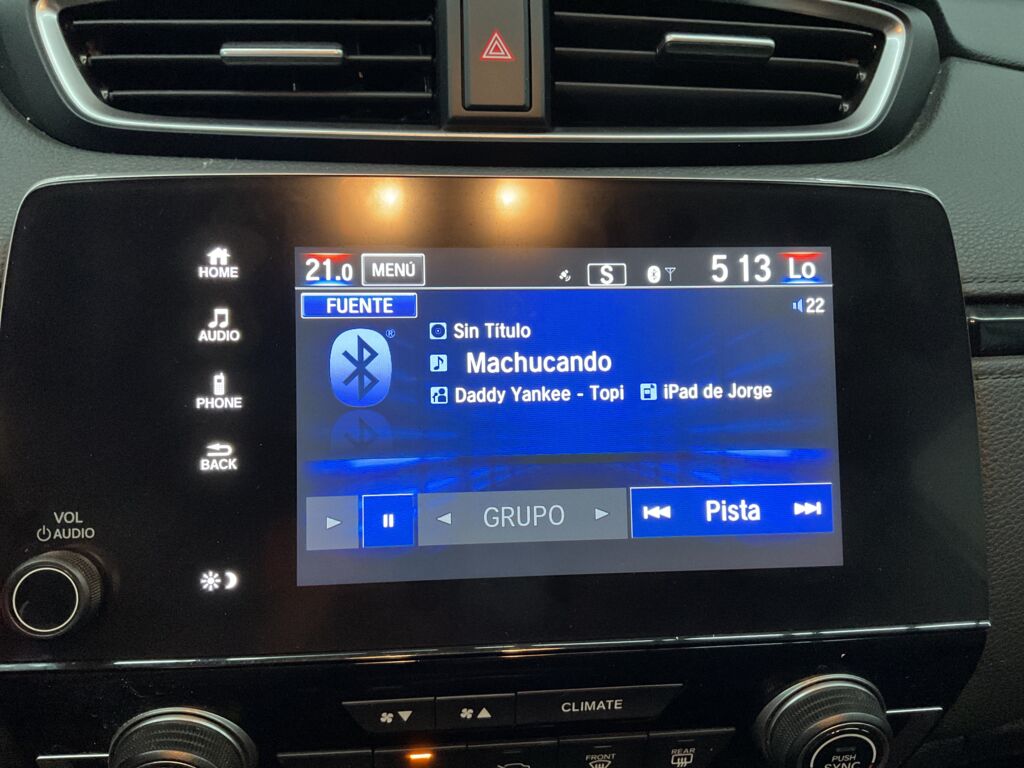 HOME
AUDIO
PHONE
BACK
VOL
AUDIO
21.0 MENÚ S 5 13 Lo
FUENTE 22
Sin Título
Machucando
Daddy Yankee - Topi iPad de Jorge
GRUPO Pista
CLIMATE
FRONT REAR
PUSH
SYNC